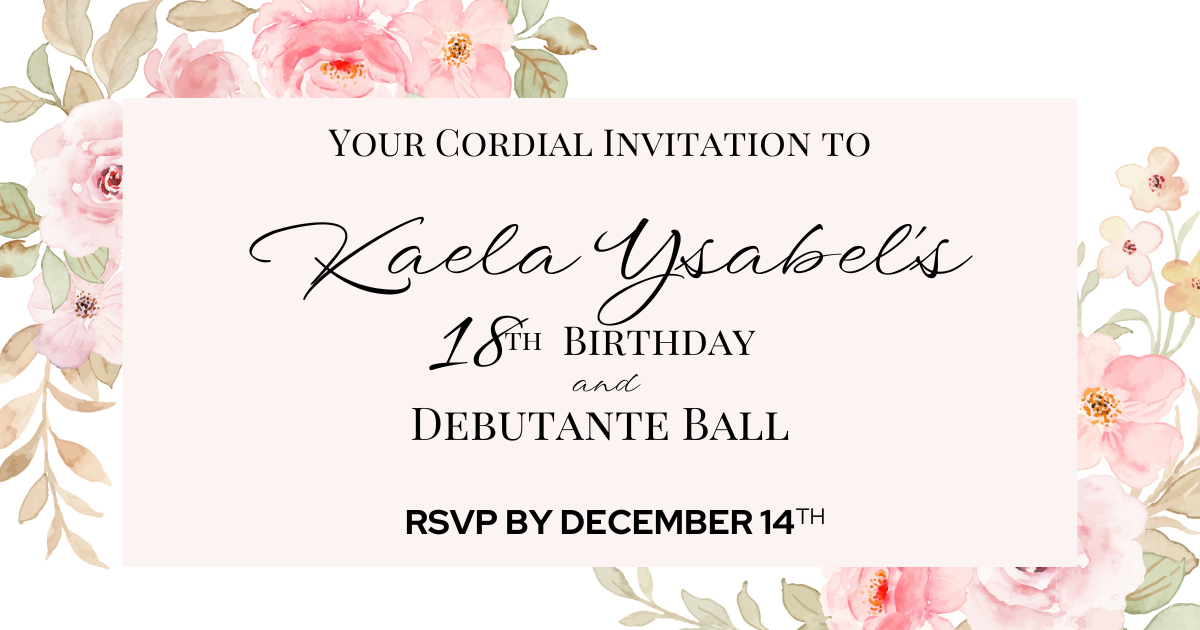 Your Cordial Invitation to
Kaela Ysabel's
18th Birthday
and
Debutante Ball
RSVP BY DECEMBER 14TH